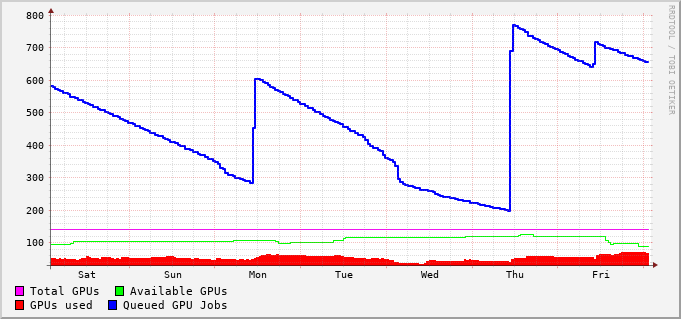 800
700
600
500
400
300
200
100
Sat Sun Mon Tue Wed Thu Fri
Total GPUs Available GPUs
GPUs used Queued GPU Jobs
RRDTOOL / TOBI OETIKER